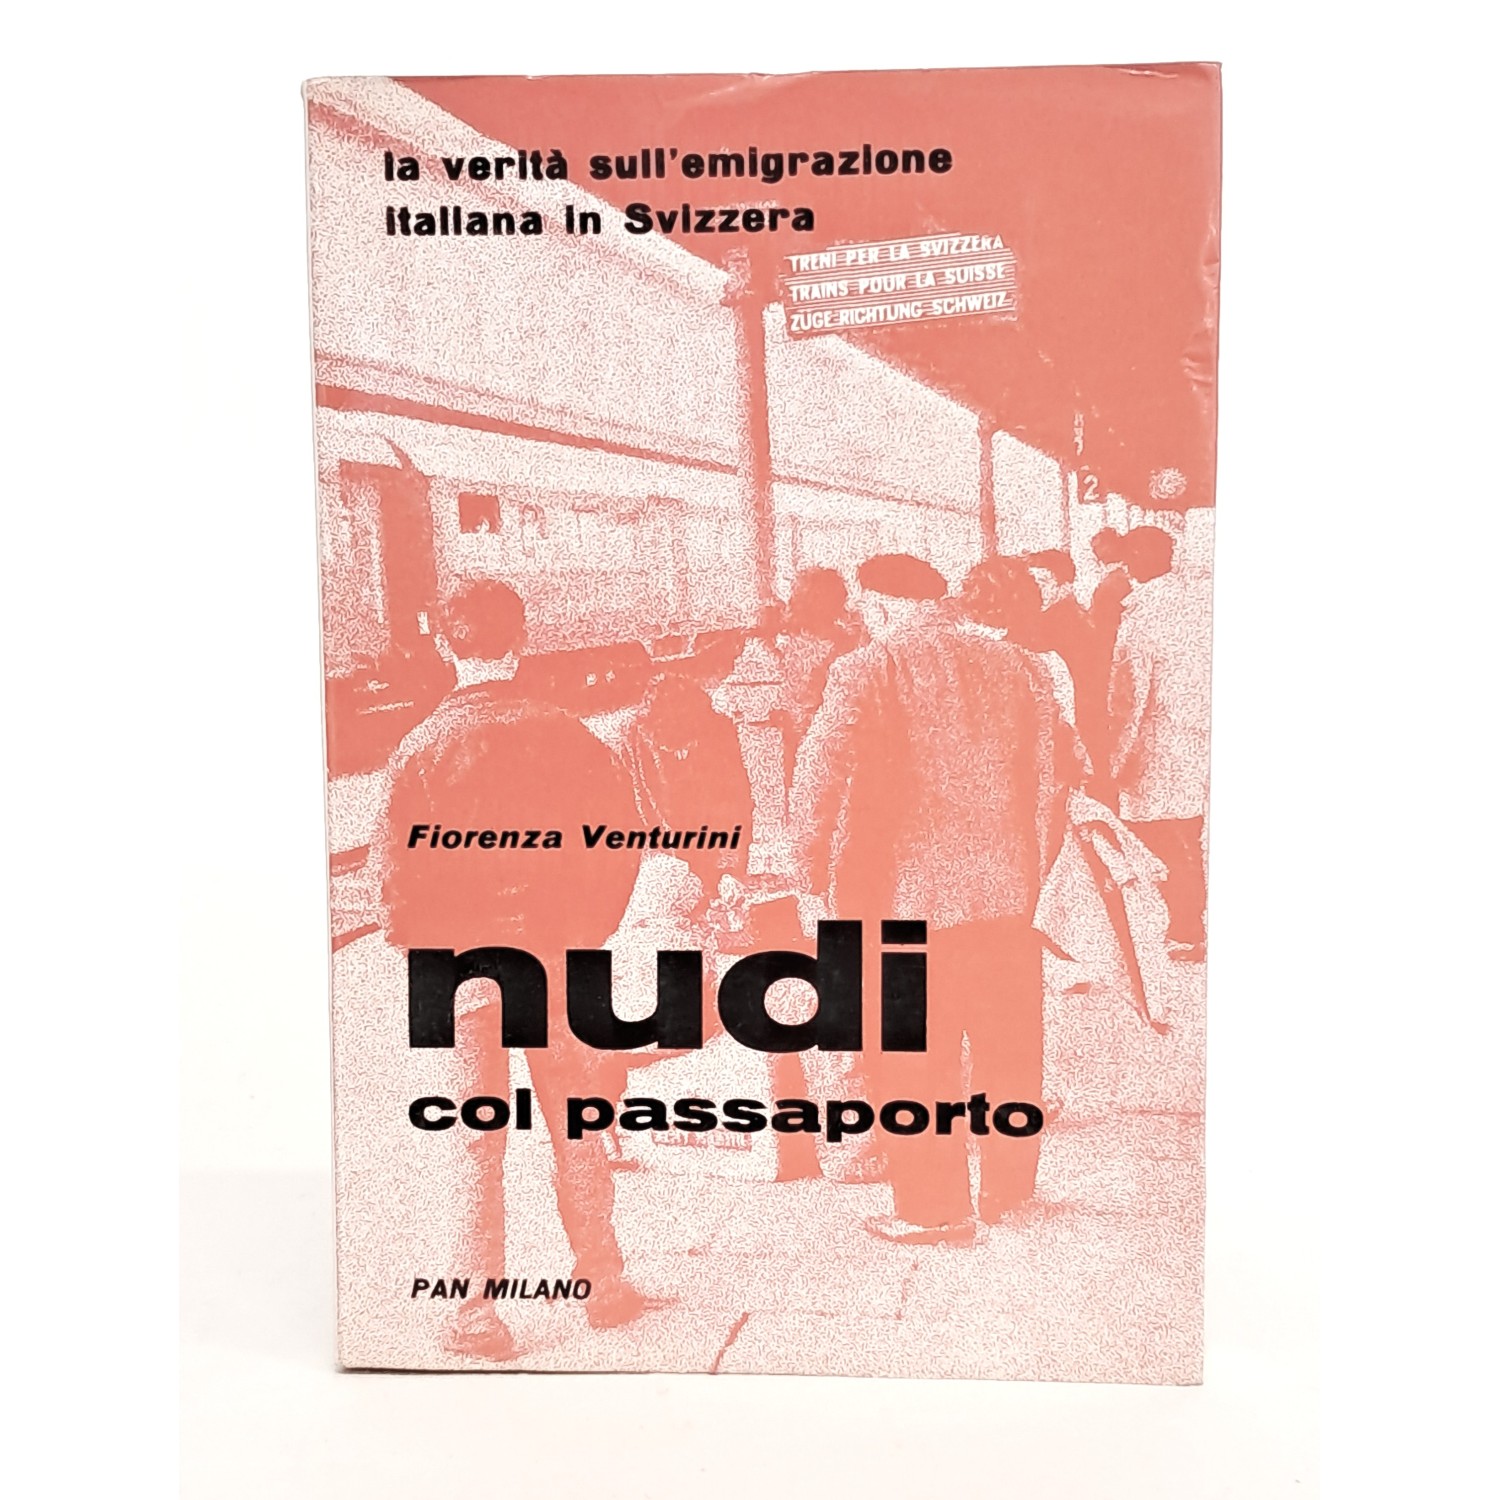 la verità sull'emigrazione
italiana in Svizzera
TRENI PER LA SVIZZERA
TRAINS POUR LA SUISSE
ZÜGE RICHTUNG SCHWEIZ
2
Fiorenza Venturini
nudi
col passaporto
PAN MILANO